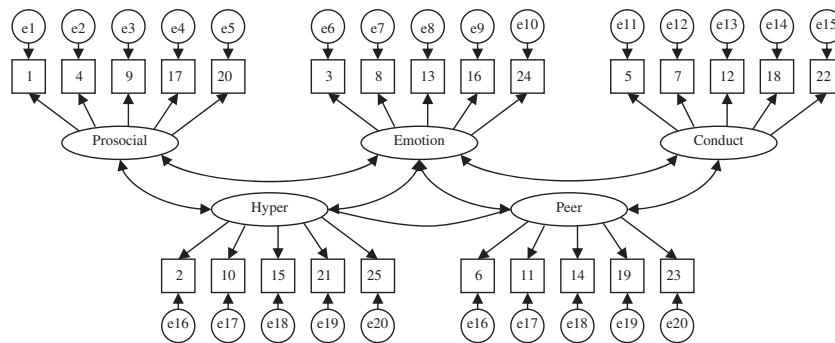 e1 e2 e3 e4 e5 e6 e7 e8 e9 e10 e11 e12 e13 e14 e15
1 4 9 17 20 3 8 13 16 24 5 7 12 18 22
Prosocial Emotion Conduct
Hyper Peer
2 10 15 21 25 6 11 14 19 23
e16 e17 e18 e19 e20 e16 e17 e18 e19 e20